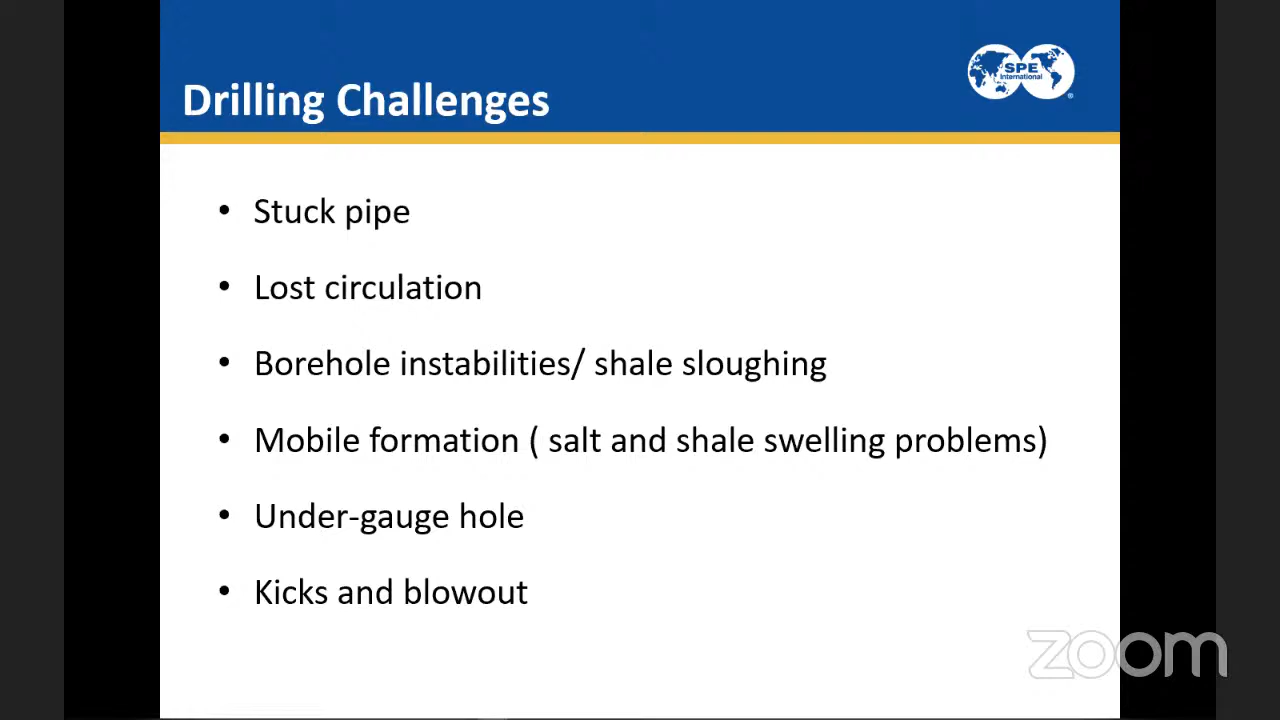 SPE
International
Drilling Challenges
• Stuck pipe
• Lost circulation
• Borehole instabilities/ shale sloughing
• Mobile formation ( salt and shale swelling problems)
• Under-gauge hole
• Kicks and blowout
zoom